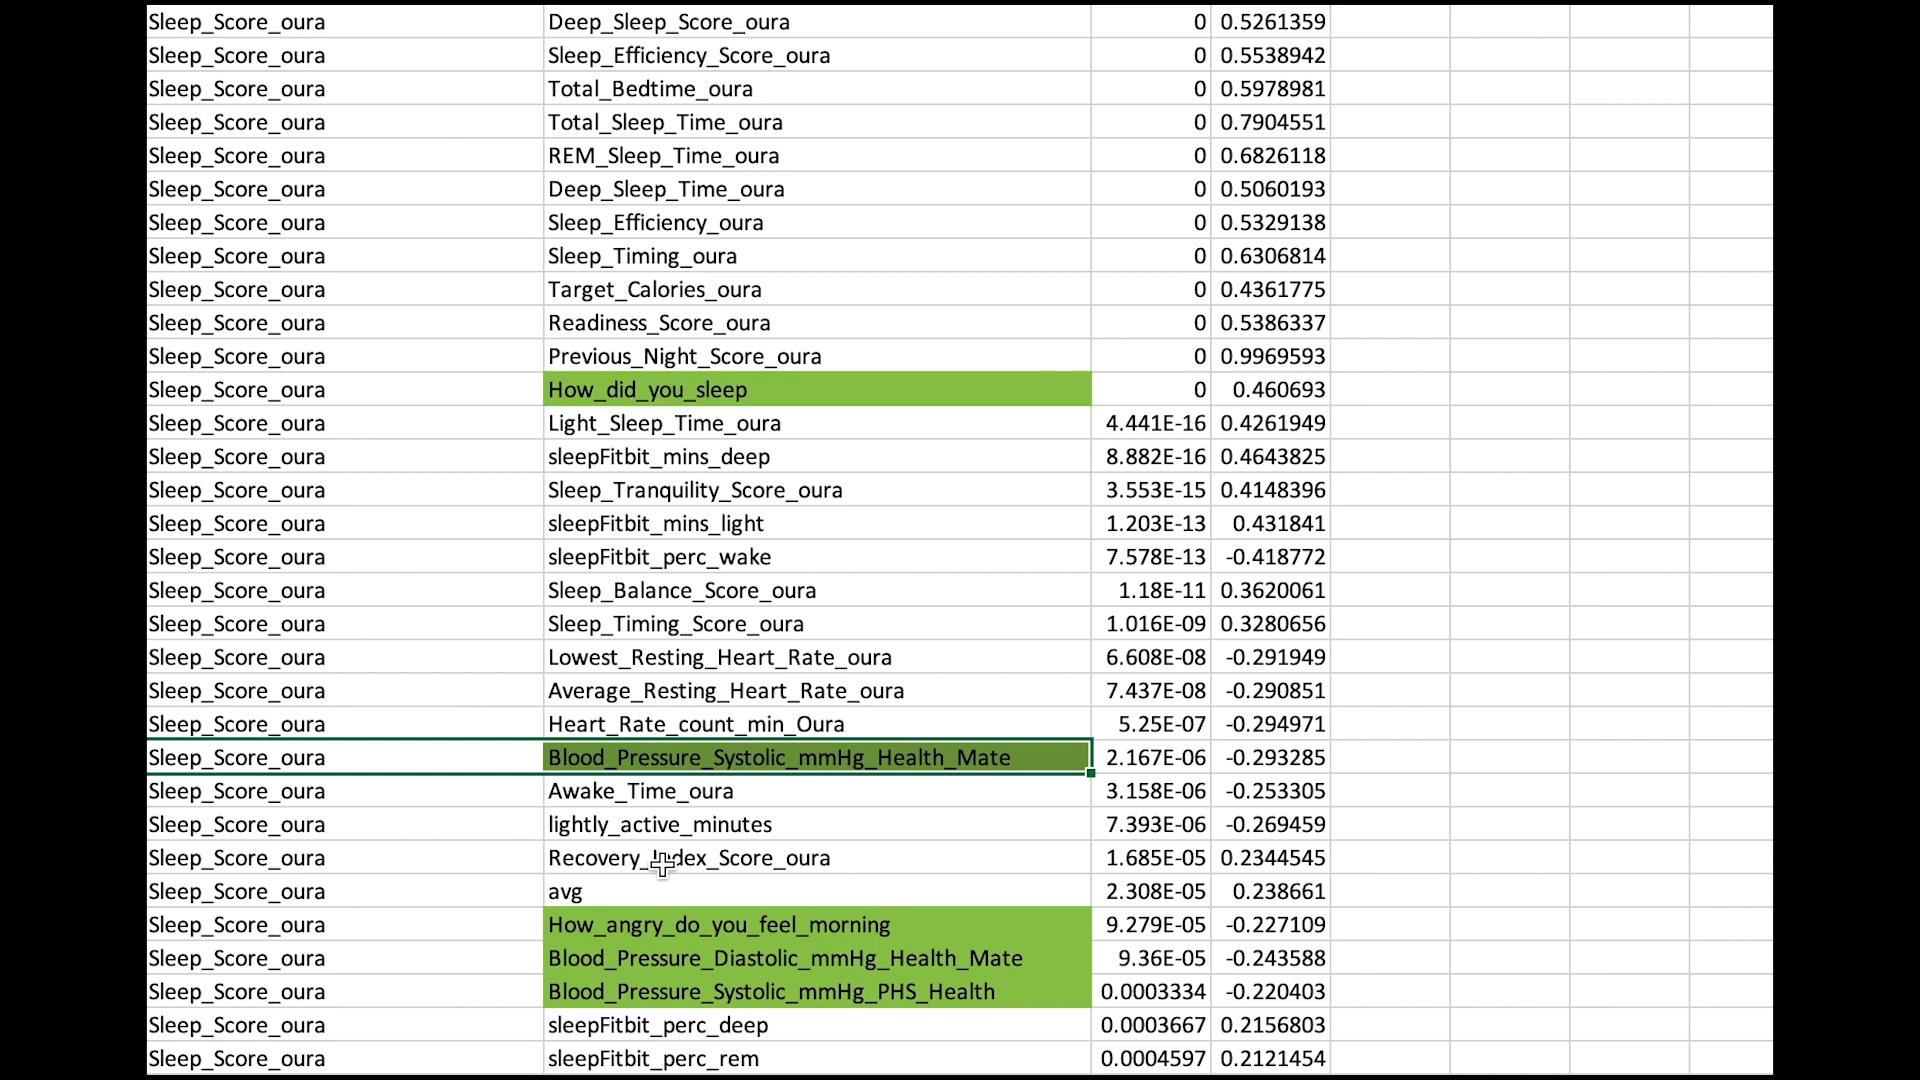 Sleep_Score_oura Deep_Sleep_Score_oura 0 0.5261359
Sleep_Score_oura Sleep_Efficiency_Score_oura 0 0.5538942
Sleep_Score_oura Total_Bedtime_oura 0 0.5978981
Sleep_Score_oura Total_Sleep_Time_oura 0 0.7904551
Sleep_Score_oura REM_Sleep_Time_oura 0 0.6826118
Sleep_Score_oura Deep_Sleep_Time_oura 0 0.5060193
Sleep_Score_oura Sleep_Efficiency_oura 0 0.5329138
Sleep_Score_oura Sleep_Timing_oura 0 0.6306814
Sleep_Score_oura Target_Calories_oura 0 0.4361775
Sleep_Score_oura Readiness_Score_oura 0 0.5386337
Sleep_Score_oura Previous_Night_Score_oura 0 0.9969593
Sleep_Score_oura How_did_you_sleep 0 0.460693
Sleep_Score_oura Light_Sleep_Time_oura 4.441E-16 0.4261949
Sleep_Score_oura sleepFitbit_mins_deep 8.882E-16 0.4643825
Sleep_Score_oura Sleep_Tranquility_Score_oura 3.553E-15 0.4148396
Sleep_Score_oura sleepFitbit_mins_light 1.203E-13 0.431841
Sleep_Score_oura sleepFitbit_perc_wake 7.578E-13 -0.418772
Sleep_Score_oura Sleep_Balance_Score_oura 1.18E-11 0.3620061
Sleep_Score_oura Sleep_Timing_Score_oura 1.016E-09 0.3280656
Sleep_Score_oura Lowest_Resting_Heart_Rate_oura 6.608E-08 -0.291949
Sleep_Score_oura Average_Resting_Heart_Rate_oura 7.437E-08 -0.290851
Sleep_Score_oura Heart_Rate_count_min_Oura 5.25E-07 -0.294971
Sleep_Score_oura Blood_Pressure_Systolic_mmHg_Health_Mate 2.167E-06 -0.293285
Sleep_Score_oura Awake_Time_oura 3.158E-06 -0.253305
Sleep_Score_oura lightly_active_minutes 7.393E-06 -0.269459
Sleep_Score_oura Recovery_Index_Score_oura 1.685E-05 0.2344545
Sleep_Score_oura avg 2.308E-05 0.238661
Sleep_Score_oura How_angry_do_you_feel_morning 9.279E-05 -0.227109
Sleep_Score_oura Blood_Pressure_Diastolic_mmHg_Health_Mate 9.36E-05 -0.243588
Sleep_Score_oura Blood_Pressure_Systolic_mmHg_PHS_Health 0.0003334 -0.220403
Sleep_Score_oura sleepFitbit_perc_deep 0.0003667 0.2156803
Sleep_Score_oura sleepFitbit_perc_rem 0.0004597 0.2121454